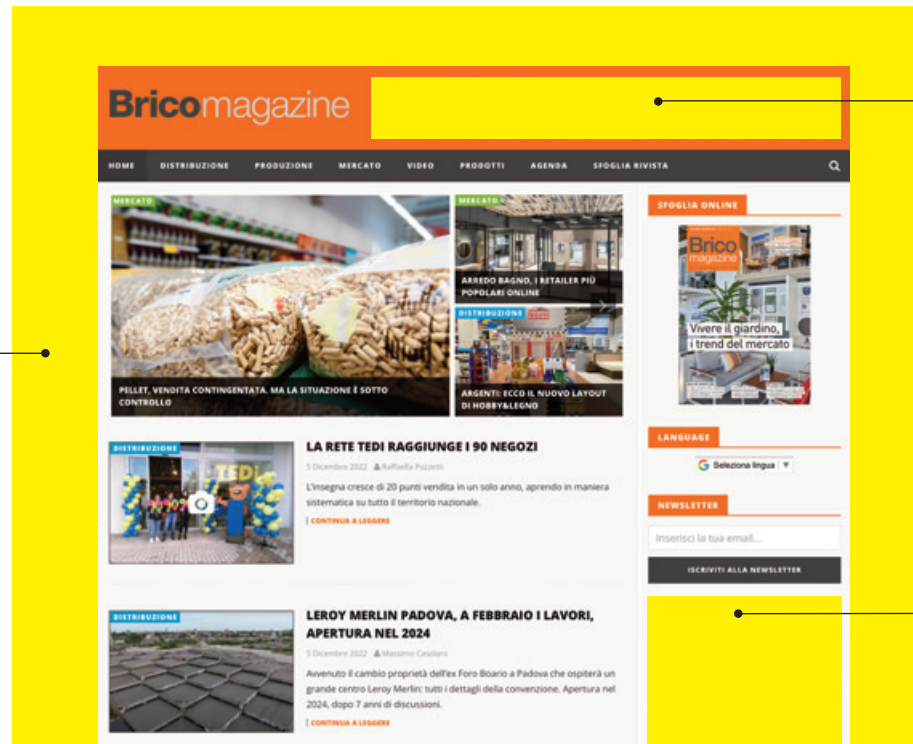 Bricomagazine
HOME DISTRIBUZIONE PRODUZIONE MERCATO VIDEO PRODOTTI AGENDA SFOGLIA RIVISTA
MERCATO
PELLET, VENDITA CONTINGENTATA. MA LA SITUAZIONE È SOTTO
CONTROLLO
MERCATO
ARREDO BAGNO, I RETAILER PIÙ
POPOLARI ONLINE
DISTRIBUZIONE
ARGENTI: ECCO IL NUOVO LAYOUT
DI HOBBY&LEGNO
SFOGLIA ONLINE
Brico
magazine
Vivere il giardino,
i trend del mercato
LANGUAGE
Seleziona lingua
NEWSLETTER
Inserisci la tua email...
ISCRIVITI ALLA NEWSLETTER
DISTRIBUZIONE
TEDi
LA RETE TEDI RAGGIUNGE I 90 NEGOZI
5 Dicembre 2022 Raffaella Pozzetti
L'insegna cresce di 20 punti vendita in un solo anno, aprendo in maniera
sistematica su tutto il territorio nazionale.
[ CONTINUA A LEGGERE
DISTRIBUZIONE
LEROY MERLIN PADOVA, A FEBBRAIO I LAVORI,
APERTURA NEL 2024
5 Dicembre 2022 Massimo Casolaro
Avvenuto il cambio proprietà dell'ex Foro Boario a Padova che ospiterà un
grande centro Leroy Merlin: tutti i dettagli della convenzione. Apertura nel
2024, dopo 7 anni di discussioni.
[ CONTINUA A LEGGERE